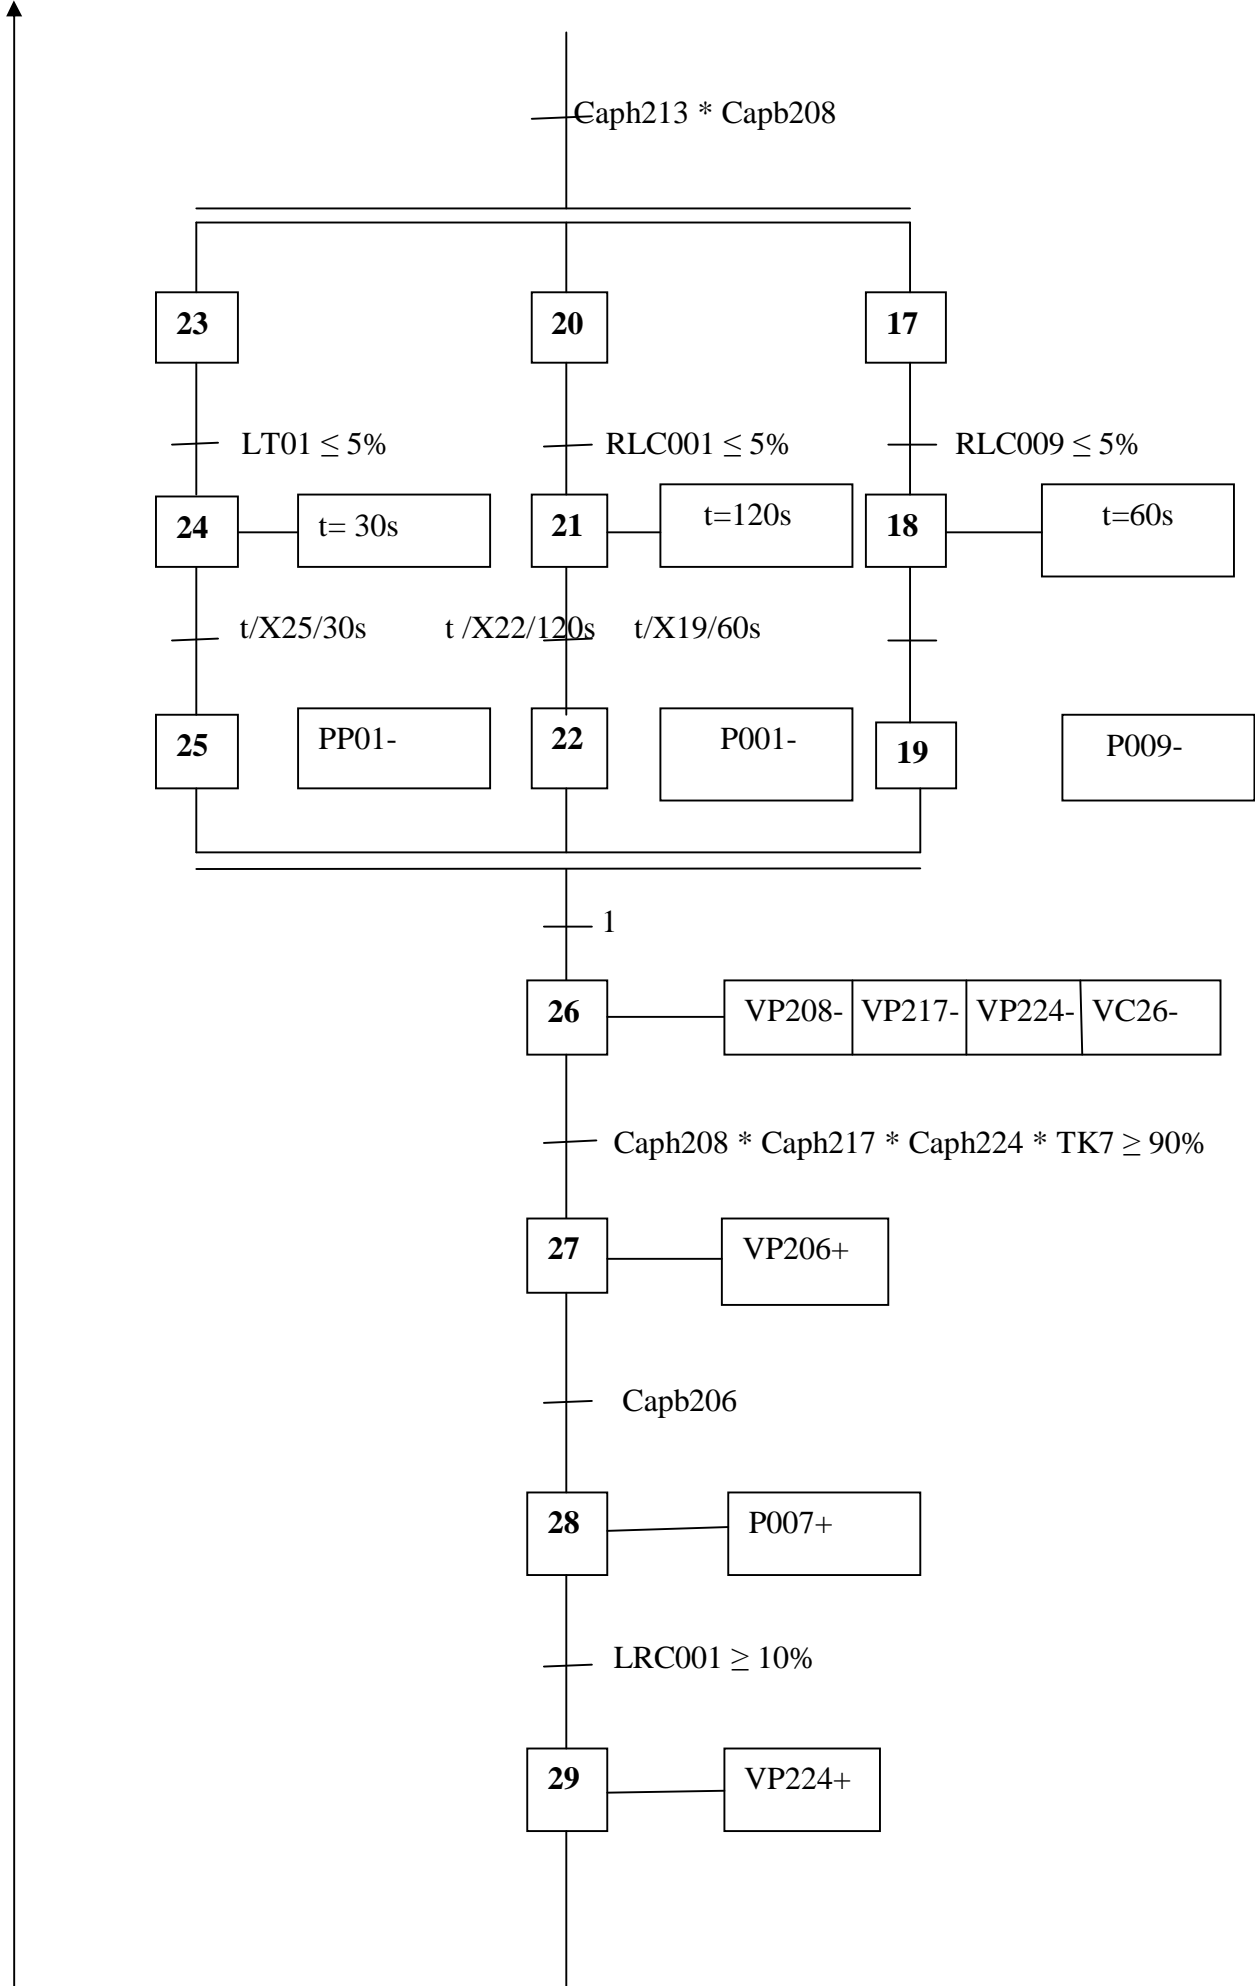 Caph213 * Capb208
23 20 17
LT01 ≤ 5% RLC001 ≤ 5% RLC009 ≤ 5%
24 t= 30s 21 t=120s 18 t=60s
t/X25/30s t /X22/120s t/X19/60s
25 PP01- 22 P001- 19 P009-
1
26 VP208- VP217- VP224- VC26-
Caph208 * Caph217 * Caph224 * TK7 ≥ 90%
27 VP206+
Capb206
28 P007+
LRC001 ≥ 10%
29 VP224+